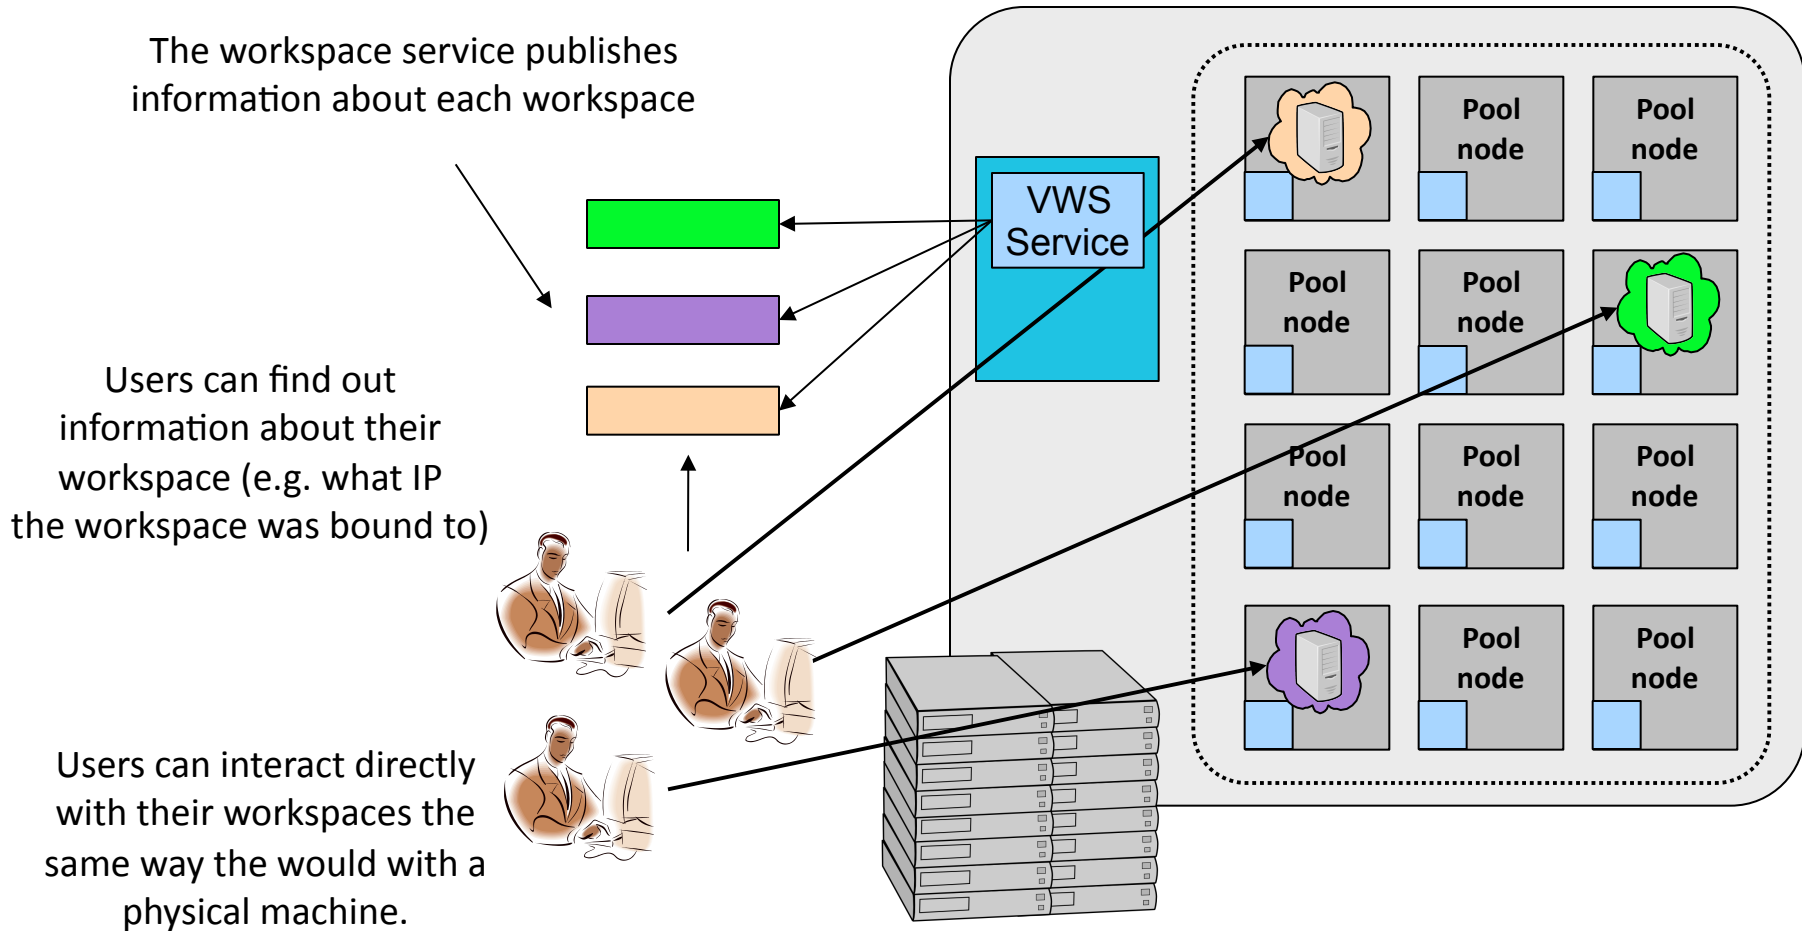 The workspace service publishes
information about each workspace
Users can find out
information about their
workspace (e.g. what IP
the workspace was bound to)
Users can interact directly
with their workspaces the
same way the would with a
physical machine.
VWS
Service
Pool
node
Pool
node
Pool
node
Pool
node
Pool
node
Pool
node
Pool
node
Pool
node
Pool
node